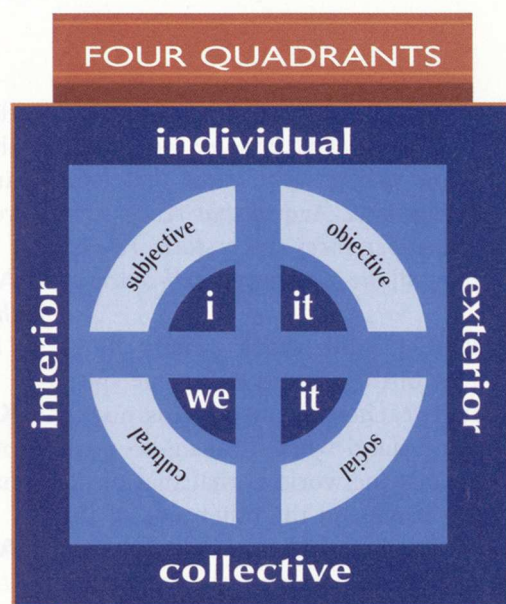 FOUR QUADRANTS
individual
subjective
objective
interior
i
it
exterior
we
it
cultural
social
collective